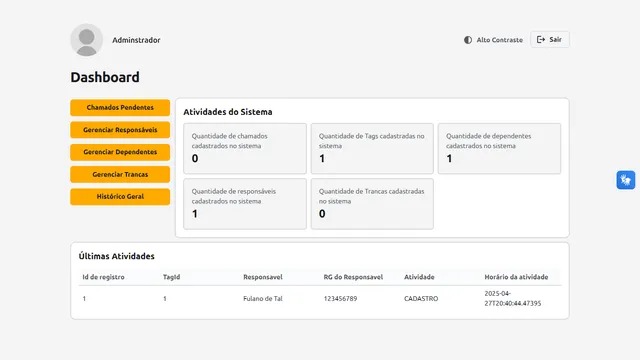 Adminstrador
Alto Contraste
Sair
Dashboard
Chamados Pendentes
Gerenciar Responsáveis
Gerenciar Dependentes
Gerenciar Trancas
Histórico Geral
Atividades do Sistema
Quantidade de chamados
cadastrados no sistema
0
Quantidade de Tags cadastradas no
sistema
1
Quantidade de dependentes
cadastrados no sistema
1
Quantidade de responsáveis
cadastrados no sistema
1
Quantidade de Trancas cadastradas
no sistema
0
Últimas Atividades
Id de registro TagId Responsavel RG do Responsavel Atividade Horário da atividade
1 1 Fulano de Tal 123456789 CADASTRO 2025-04-
27T20:40:44.47395